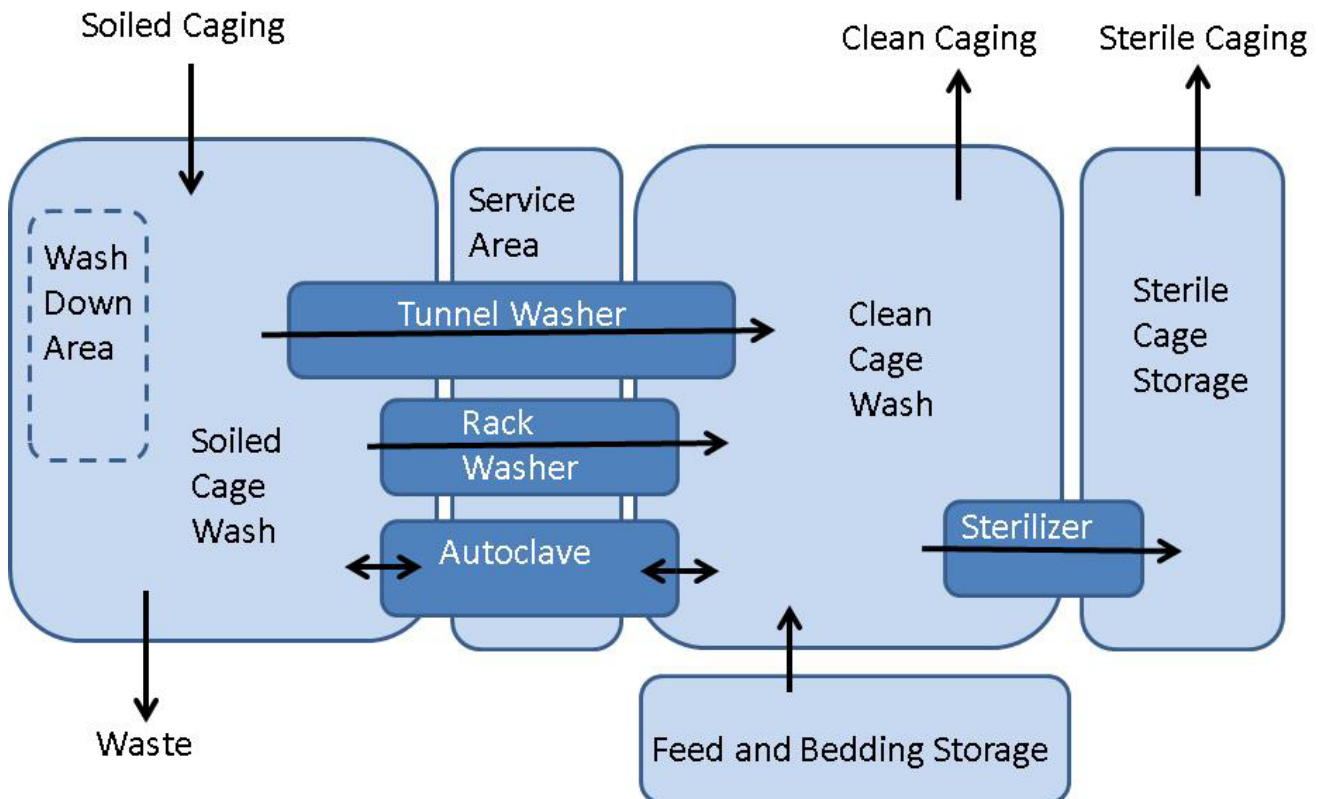 Soiled Caging
Clean Caging
Sterile Caging
Service
Area
Wash
Down
Area
Tunnel Washer
Clean
Cage
Wash
Sterile
Cage
Storage
Rack
Washer
Soiled
Cage
Wash
Autoclave
Sterilizer
Waste
Feed and Bedding Storage